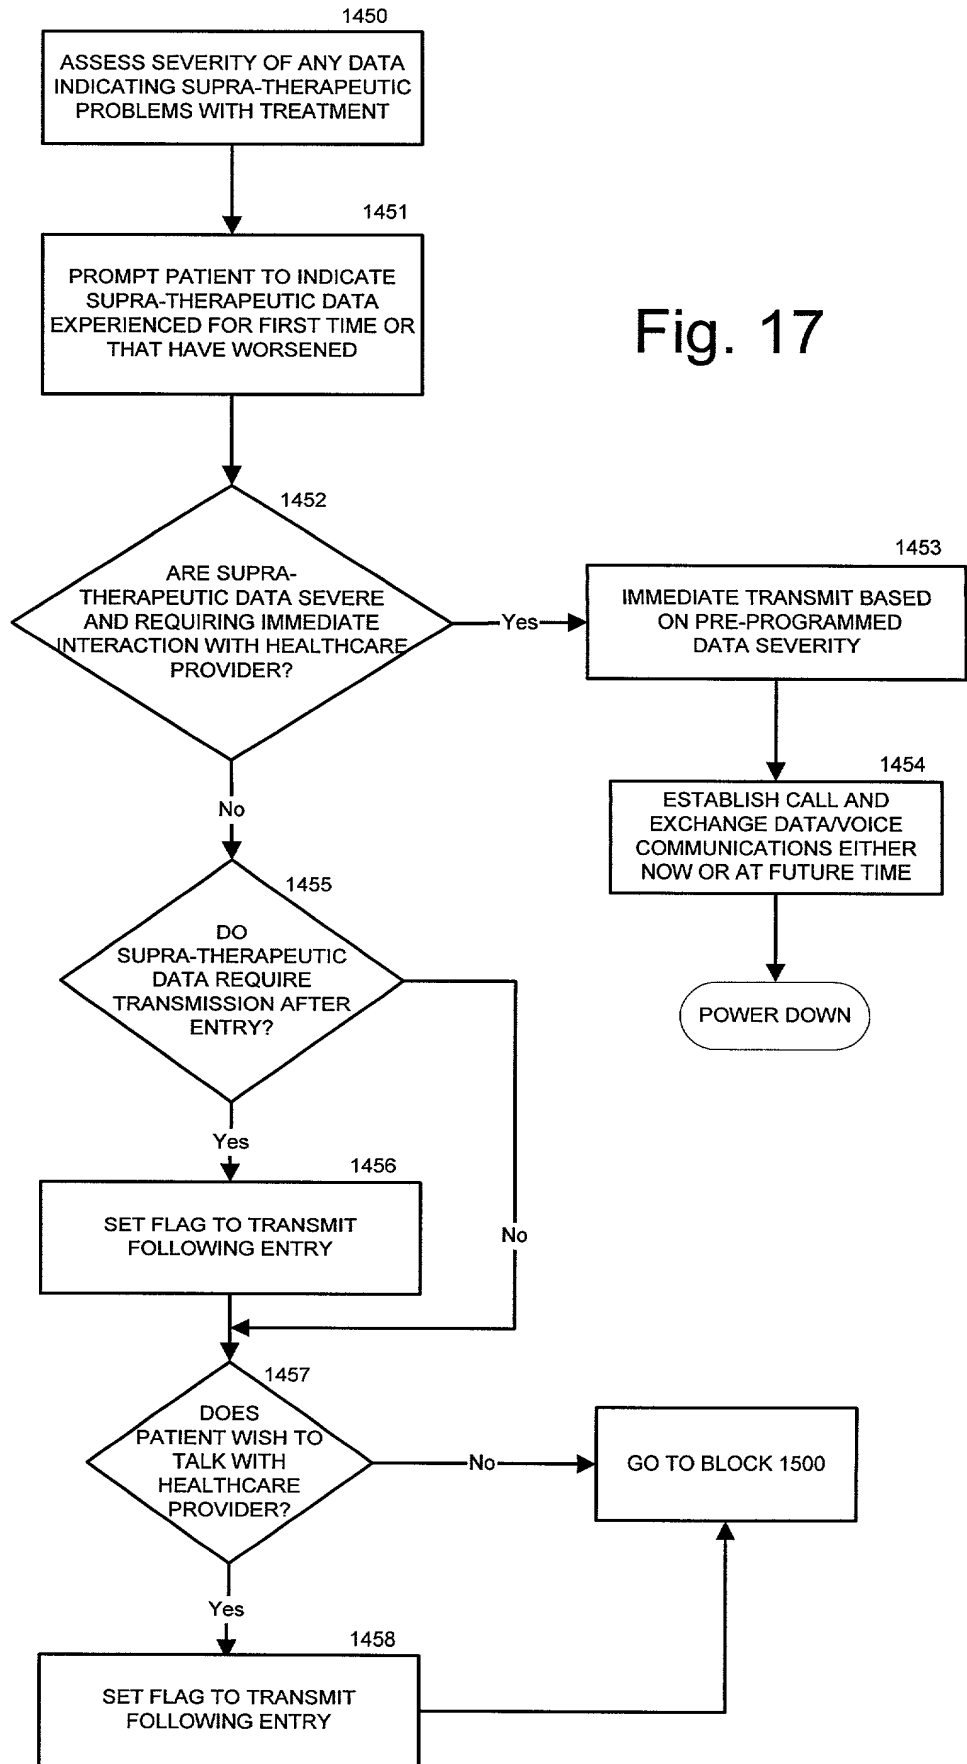 1450
ASSESS SEVERITY OF ANY DATA
INDICATING SUPRA-THERAPEUTIC
PROBLEMS WITH TREATMENT
1451
PROMPT PATIENT TO INDICATE
SUPRA-THERAPEUTIC DATA
EXPERIENCED FOR FIRST TIME OR
THAT HAVE WORSENED
Fig. 17
1452
ARE SUPRA-
THERAPEUTIC DATA SEVERE
AND REQUIRING IMMEDIATE
INTERACTION WITH HEALTHCARE
PROVIDER?
Yes
1453
IMMEDIATE TRANSMIT BASED
ON PRE-PROGRAMMED
DATA SEVERITY
1454
ESTABLISH CALL AND
EXCHANGE DATA/VOICE
COMMUNICATIONS EITHER
NOW OR AT FUTURE TIME
POWER DOWN
No
1455
DO
SUPRA-THERAPEUTIC
DATA REQUIRE
TRANSMISSION AFTER
ENTRY?
Yes
No
1456
SET FLAG TO TRANSMIT
FOLLOWING ENTRY
1457
DOES
PATIENT WISH TO
TALK WITH
HEALTHCARE
PROVIDER?
No
GO TO BLOCK 1500
Yes
1458
SET FLAG TO TRANSMIT
FOLLOWING ENTRY